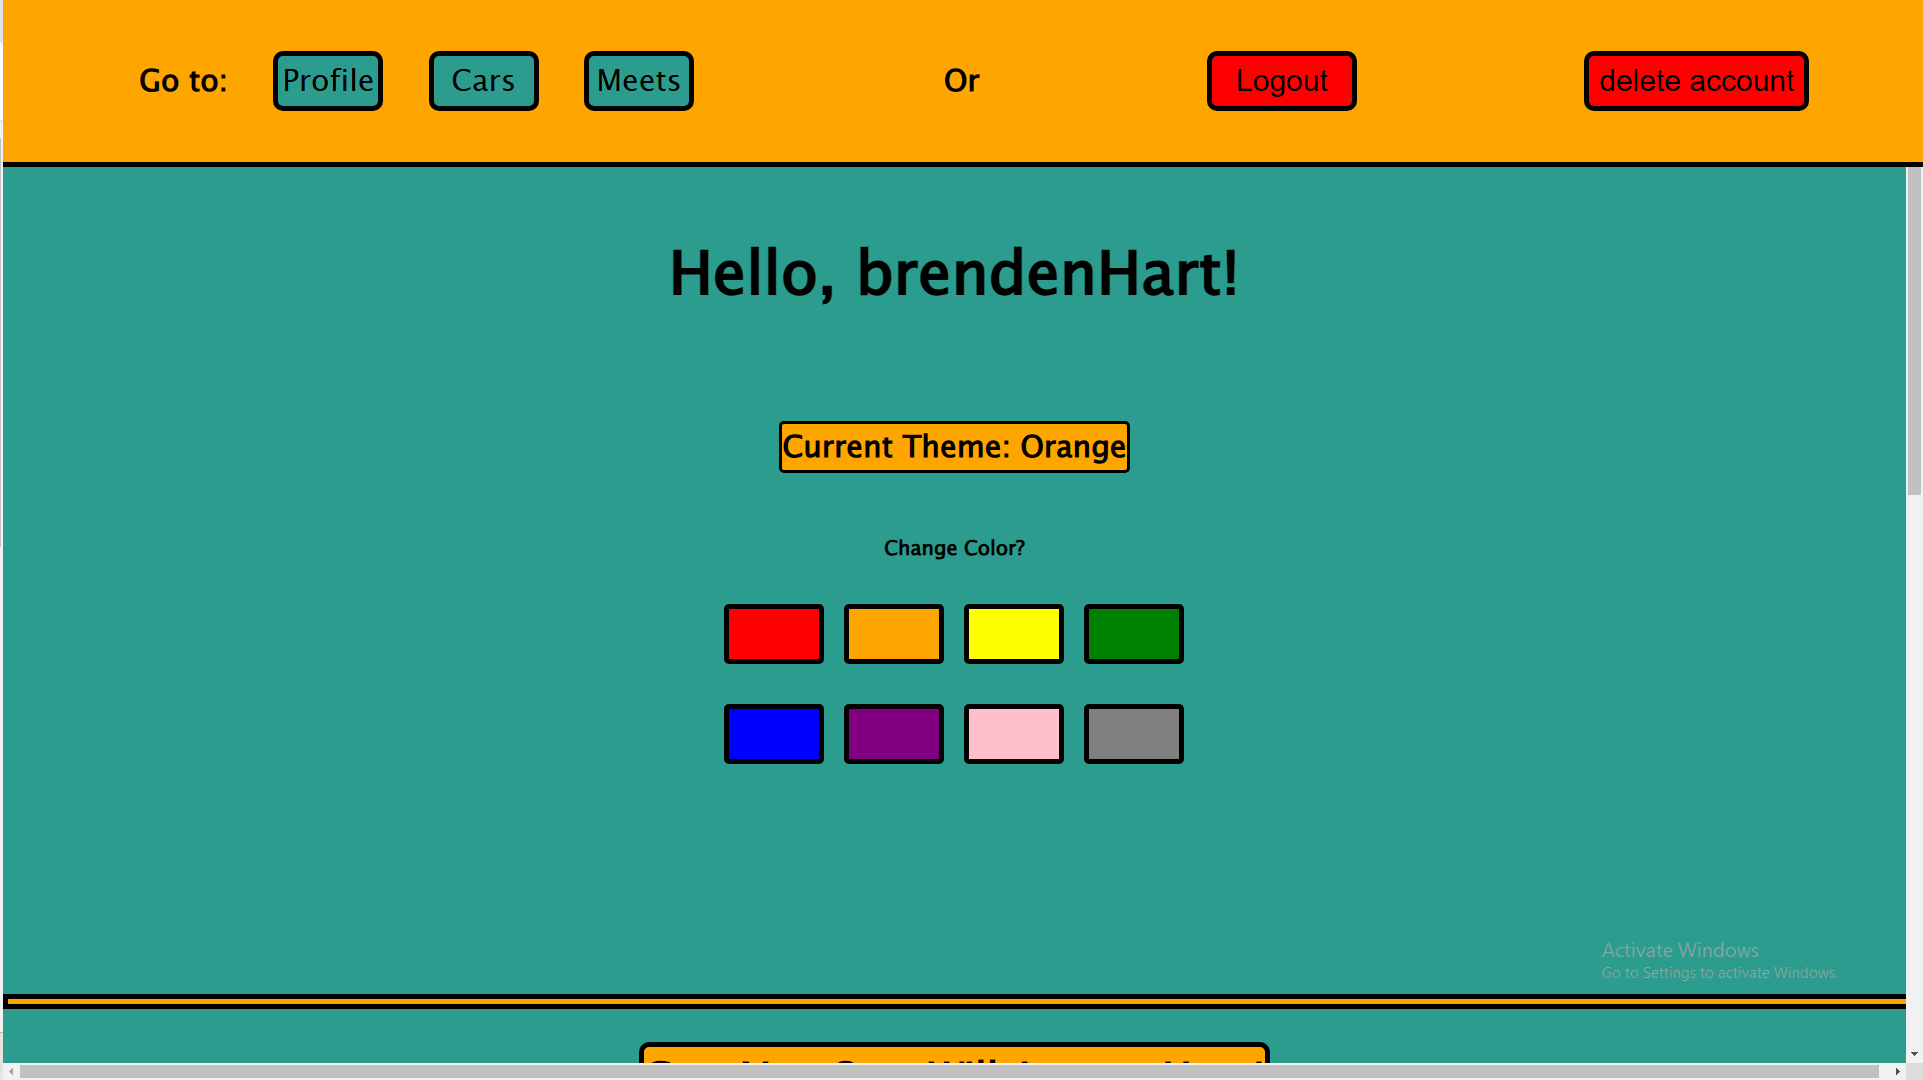 Go to: Profile Cars Meets Or Logout delete account
Hello, brendenHart!
Current Theme: Orange
Change Color?
Activate Windows
Go to Settings to activate Windows.